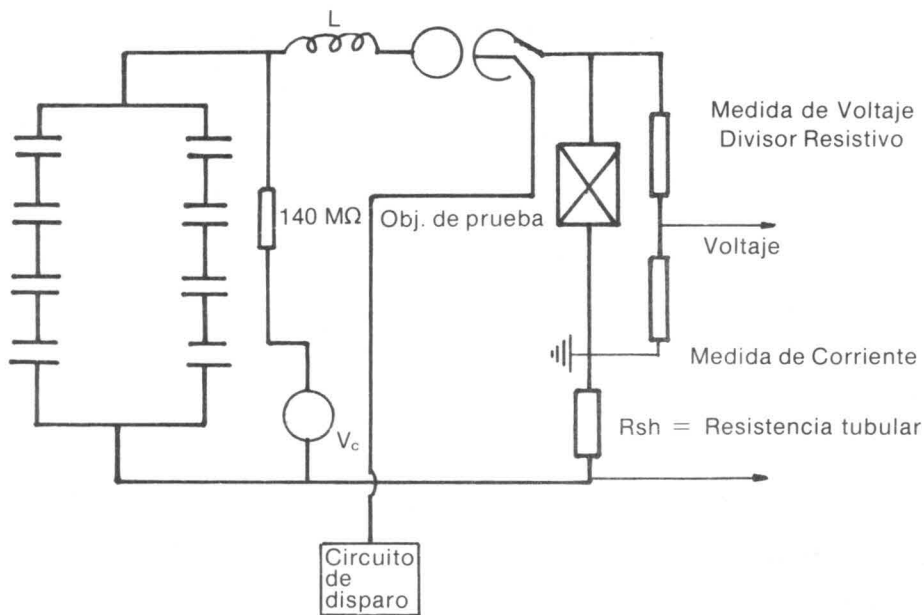 L
Medida de Voltaje
Divisor Resistivo
140 MΩ
Obj. de prueba
Voltaje
Medida de Corriente
Rsh = Resistencia tubular
Vc
Circuito
de
disparo